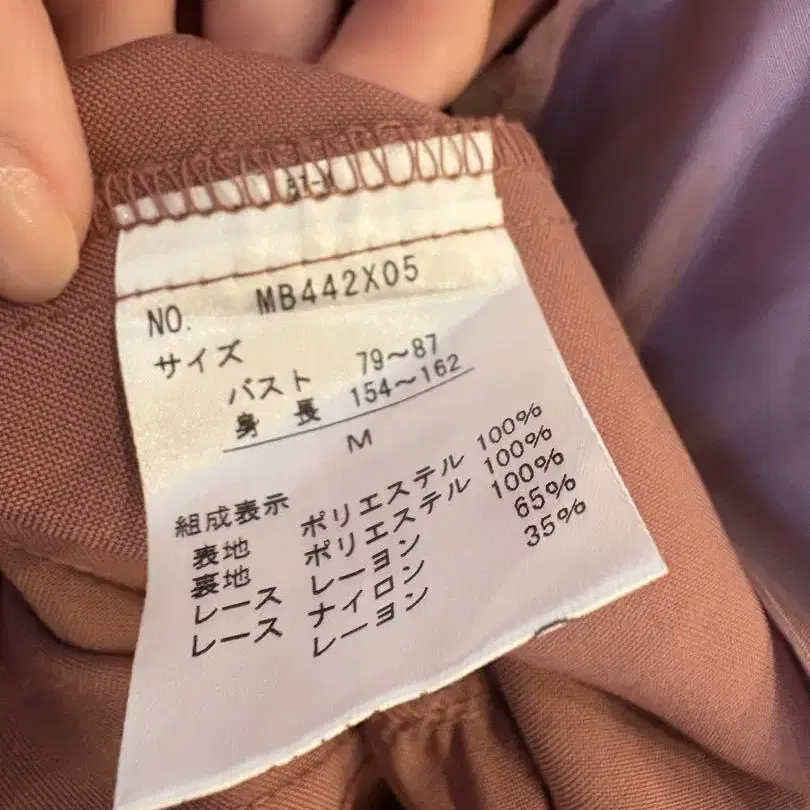 NO. MB442X05
サイズ
バスト 79～87
身 長 154～162
M
組成表示
表地 ポリエステル 100%
裏地 ポリエステル 100%
レース レーヨン 100%
レース ナイロン 65%
レーヨン 35%